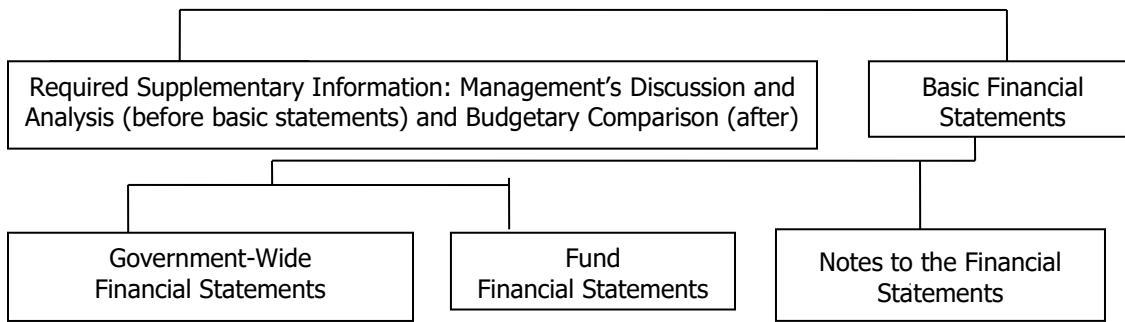 Required Supplementary Information: Management’s Discussion and
Analysis (before basic statements) and Budgetary Comparison (after)
Basic Financial
Statements
Government-Wide
Financial Statements
Fund
Financial Statements
Notes to the Financial
Statements